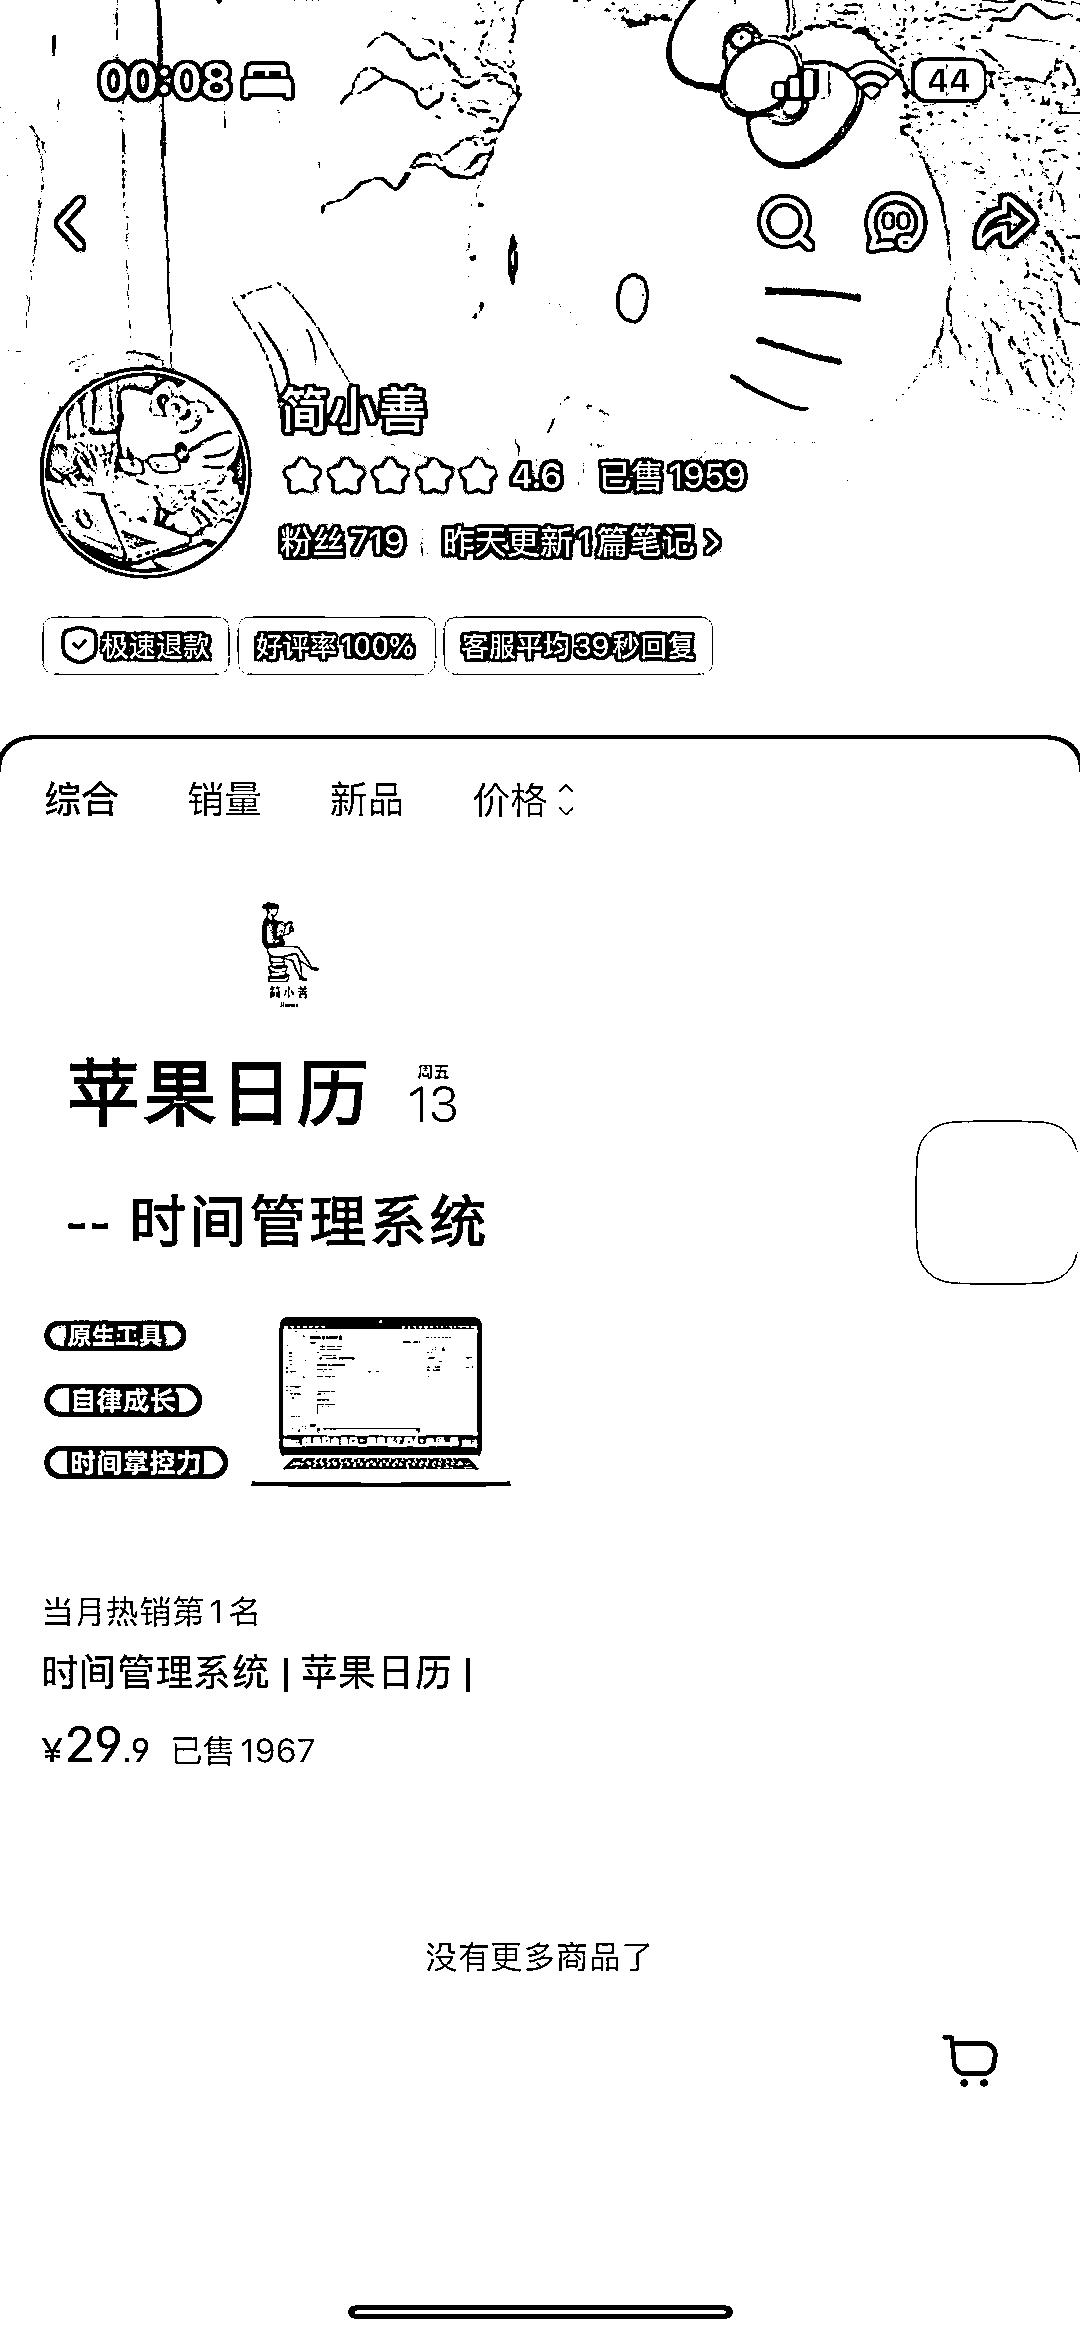 00:08
44
简小善
4.6 已售1959
粉丝719 昨天更新1篇笔记
极速退款 好评率100% 客服平均39秒回复
综合 销量 新品 价格
简小善
苹果日历
周五
13
-- 时间管理系统
原生工具
自律成长
时间掌控力
当月热销第1名
时间管理系统 | 苹果日历 |
¥29.9 已售1967
没有更多商品了